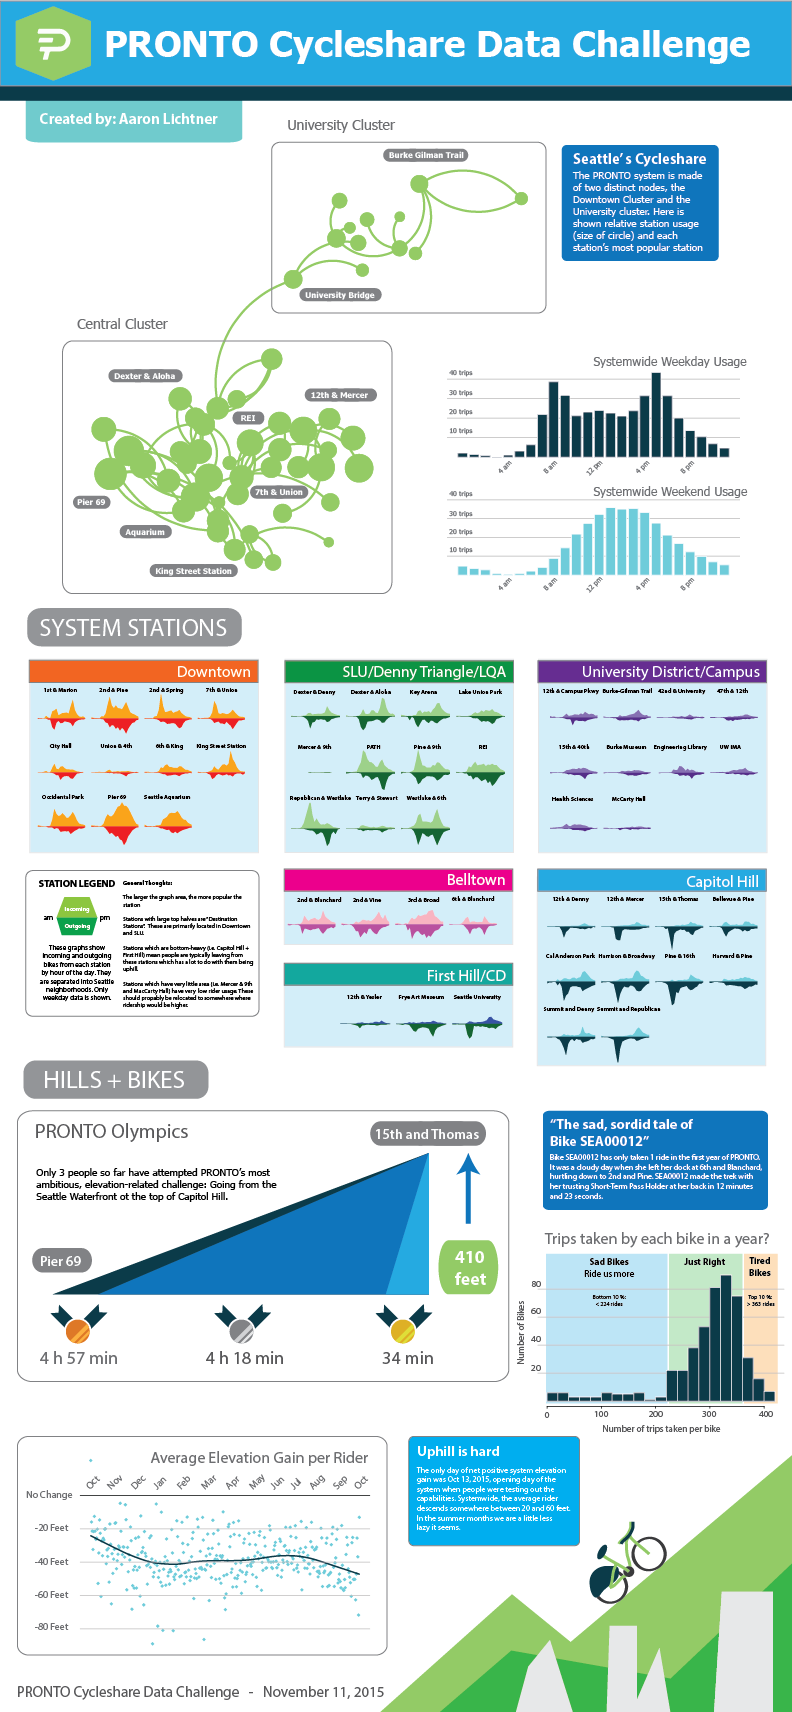 PRONTO Cycleshare Data Challenge
Created by: Aaron Lichtner
University Cluster
Burke Gilman Trail
University Bridge
Seattle's Cycleshare
The PRONTO system is made
of two distinct nodes, the
Downtown Cluster and the
University cluster. Here is
shown relative station usage
(size of circle) and each
station's most popular station
Central Cluster
Dexter & Aloha
12th & Mercer
REI
7th & Union
Pier 69
Aquarium
King Street Station
Systemwide Weekday Usage
40 trips
30 trips
20 trips
10 trips
4 am
8 am
12 pm
4 pm
8 pm
Systemwide Weekend Usage
40 trips
30 trips
20 trips
10 trips
4 am
8 am
12 pm
4 pm
8 pm
SYSTEM STATIONS
Downtown
1st & Marion
2nd & Pine
2nd & Spring
7th & Union
City Hall
Union & 4th
6th & King
King Street Station
Occidental Park
Pier 69
Seattle Aquarium
SLU/Denny Triangle/LQA
Dexter & Denny
Dexter & Aloha
Key Arena
Lake Union Park
Mercer & 9th
PATH
Pine & 9th
REI
Republican & Westlake
Terry & Stewart
Westlake & 6th
University District/Campus
12th & Campus Pkwy
Burke-Gilman Trail
42nd & University
47th & 12th
15th & 40th
Burke Museum
Engineering Library
UW IMA
Health Sciences
McCarty Hall
STATION LEGEND
am
Incoming
Outgoing
pm
These graphs show
incoming and outgoing
bikes from each station
by hour of the day. They
are separated into Seattle
neighborhoods. Only
weekday data is shown.
General Thoughts:
The larger the graph area, the more popular the
station
Stations with large top halves are "Destination
Stations". These are primarily located in Downtown
and SLU.
Stations which are bottom-heavy (i.e. Capitol Hill +
First Hill) mean people are typically leaving from
these stations which has a lot to do with them being
uphill.
Stations which have very little area (i.e. Mercer & 9th
and MacCarty Hall) have very low rider usage. These
should propably be relocated to somewhere where
ridership would be higher.
Belltown
2nd & Blanchard
2nd & Vine
3rd & Broad
6th & Blanchard
First Hill/CD
12th & Yesler
Frye Art Museum
Seattle University
Capitol Hill
12th & Denny
12th & Mercer
15th & Thomas
Bellevue & Pine
Cal Anderson Park
Harrison & Broadway
Pine & 16th
Harvard & Pine
Summit and Denny
Summit and Republican
HILLS + BIKES
PRONTO Olympics
15th and Thomas
Only 3 people so far have attempted PRONTO's most
ambitious, elevation-related challenge: Going from the
Seattle Waterfront ot the top of Capitol Hill.
Pier 69
410
feet
4 h 57 min
4 h 18 min
34 min
"The sad, sordid tale of
Bike SEA00012"
Bike SEA00012 has only taken 1 ride in the first year of PRONTO.
It was a cloudy day when she left her dock at 6th and Blanchard,
hurtling down to 2nd and Pine. SEA00012 made the trek with
her trusting Short-Term Pass Holder at her back in 12 minutes
and 23 seconds.
Trips taken by each bike in a year?
Sad Bikes
Ride us more
Bottom 10 %:
< 224 rides
Just Right
Tired
Bikes
Top 10 %:
> 363 rides
Number of Bikes
80
60
40
20
0
100
200
300
400
Number of trips taken per bike
Average Elevation Gain per Rider
Oct
Nov
Dec
Jan
Feb
Mar
Apr
May
Jun
Jul
Aug
Sep
Oct
No Change
-20 Feet
-40 Feet
-60 Feet
-80 Feet
Uphill is hard
The only day of net positive system elevation
gain was Oct 13, 2015, opening day of the
system when people were testing out the
capabilities. Systemwide, the average rider
descends somewhere between 20 and 60 feet.
In the summer months we are a little less
lazy it seems.
PRONTO Cycleshare Data Challenge - November 11, 2015